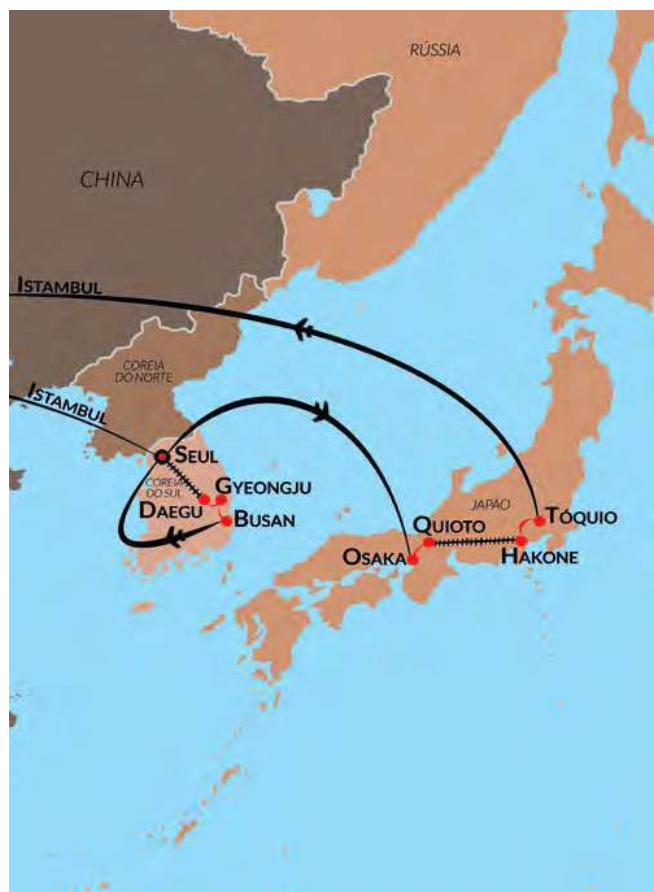 RÚSSIA
CHINA
ISTAMBUL
COREIA
DO NORTE
ISTAMBUL
SEUL
COREIA
DO SUL
GYEONGJU
DAEGU
BUSAN
JAPÃO
TÓQUIO
QUIOTO
OSAKA
HAKONE